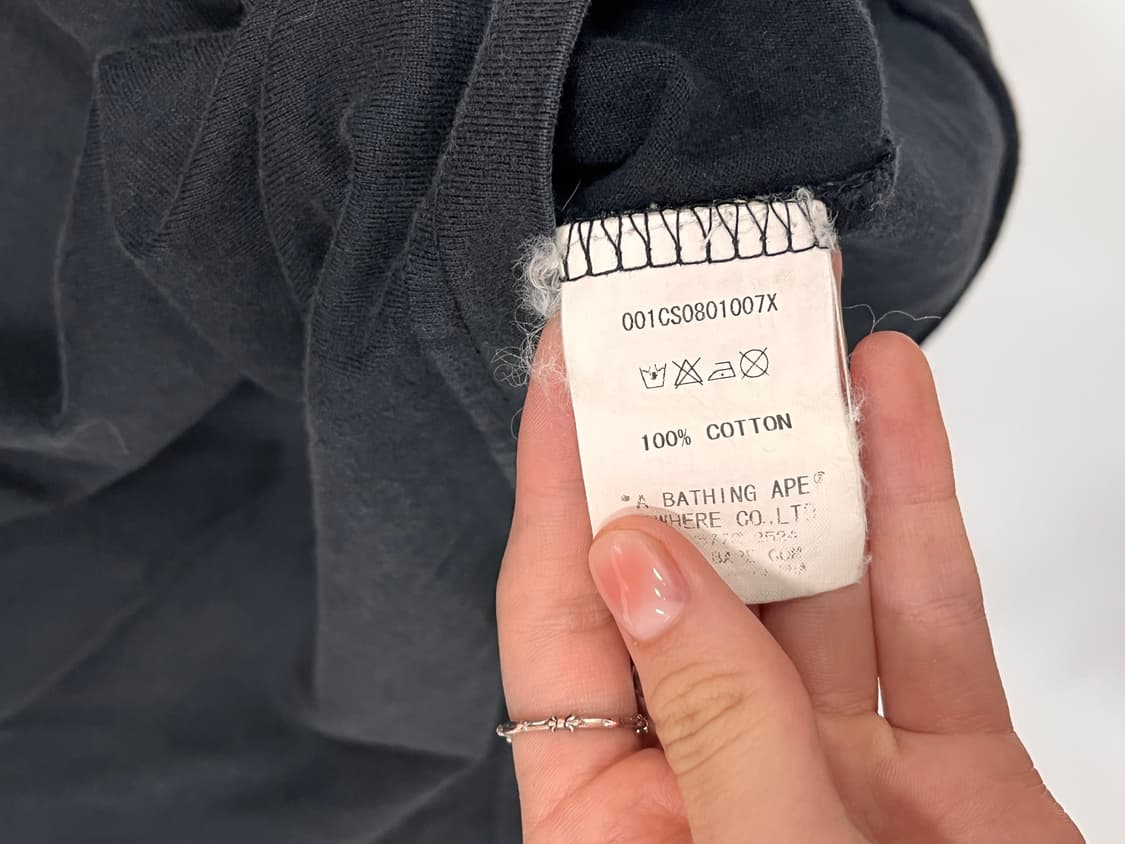 001CS0801007X
100% COTTON
"A BATHING APE®
WHERE CO.,LTD